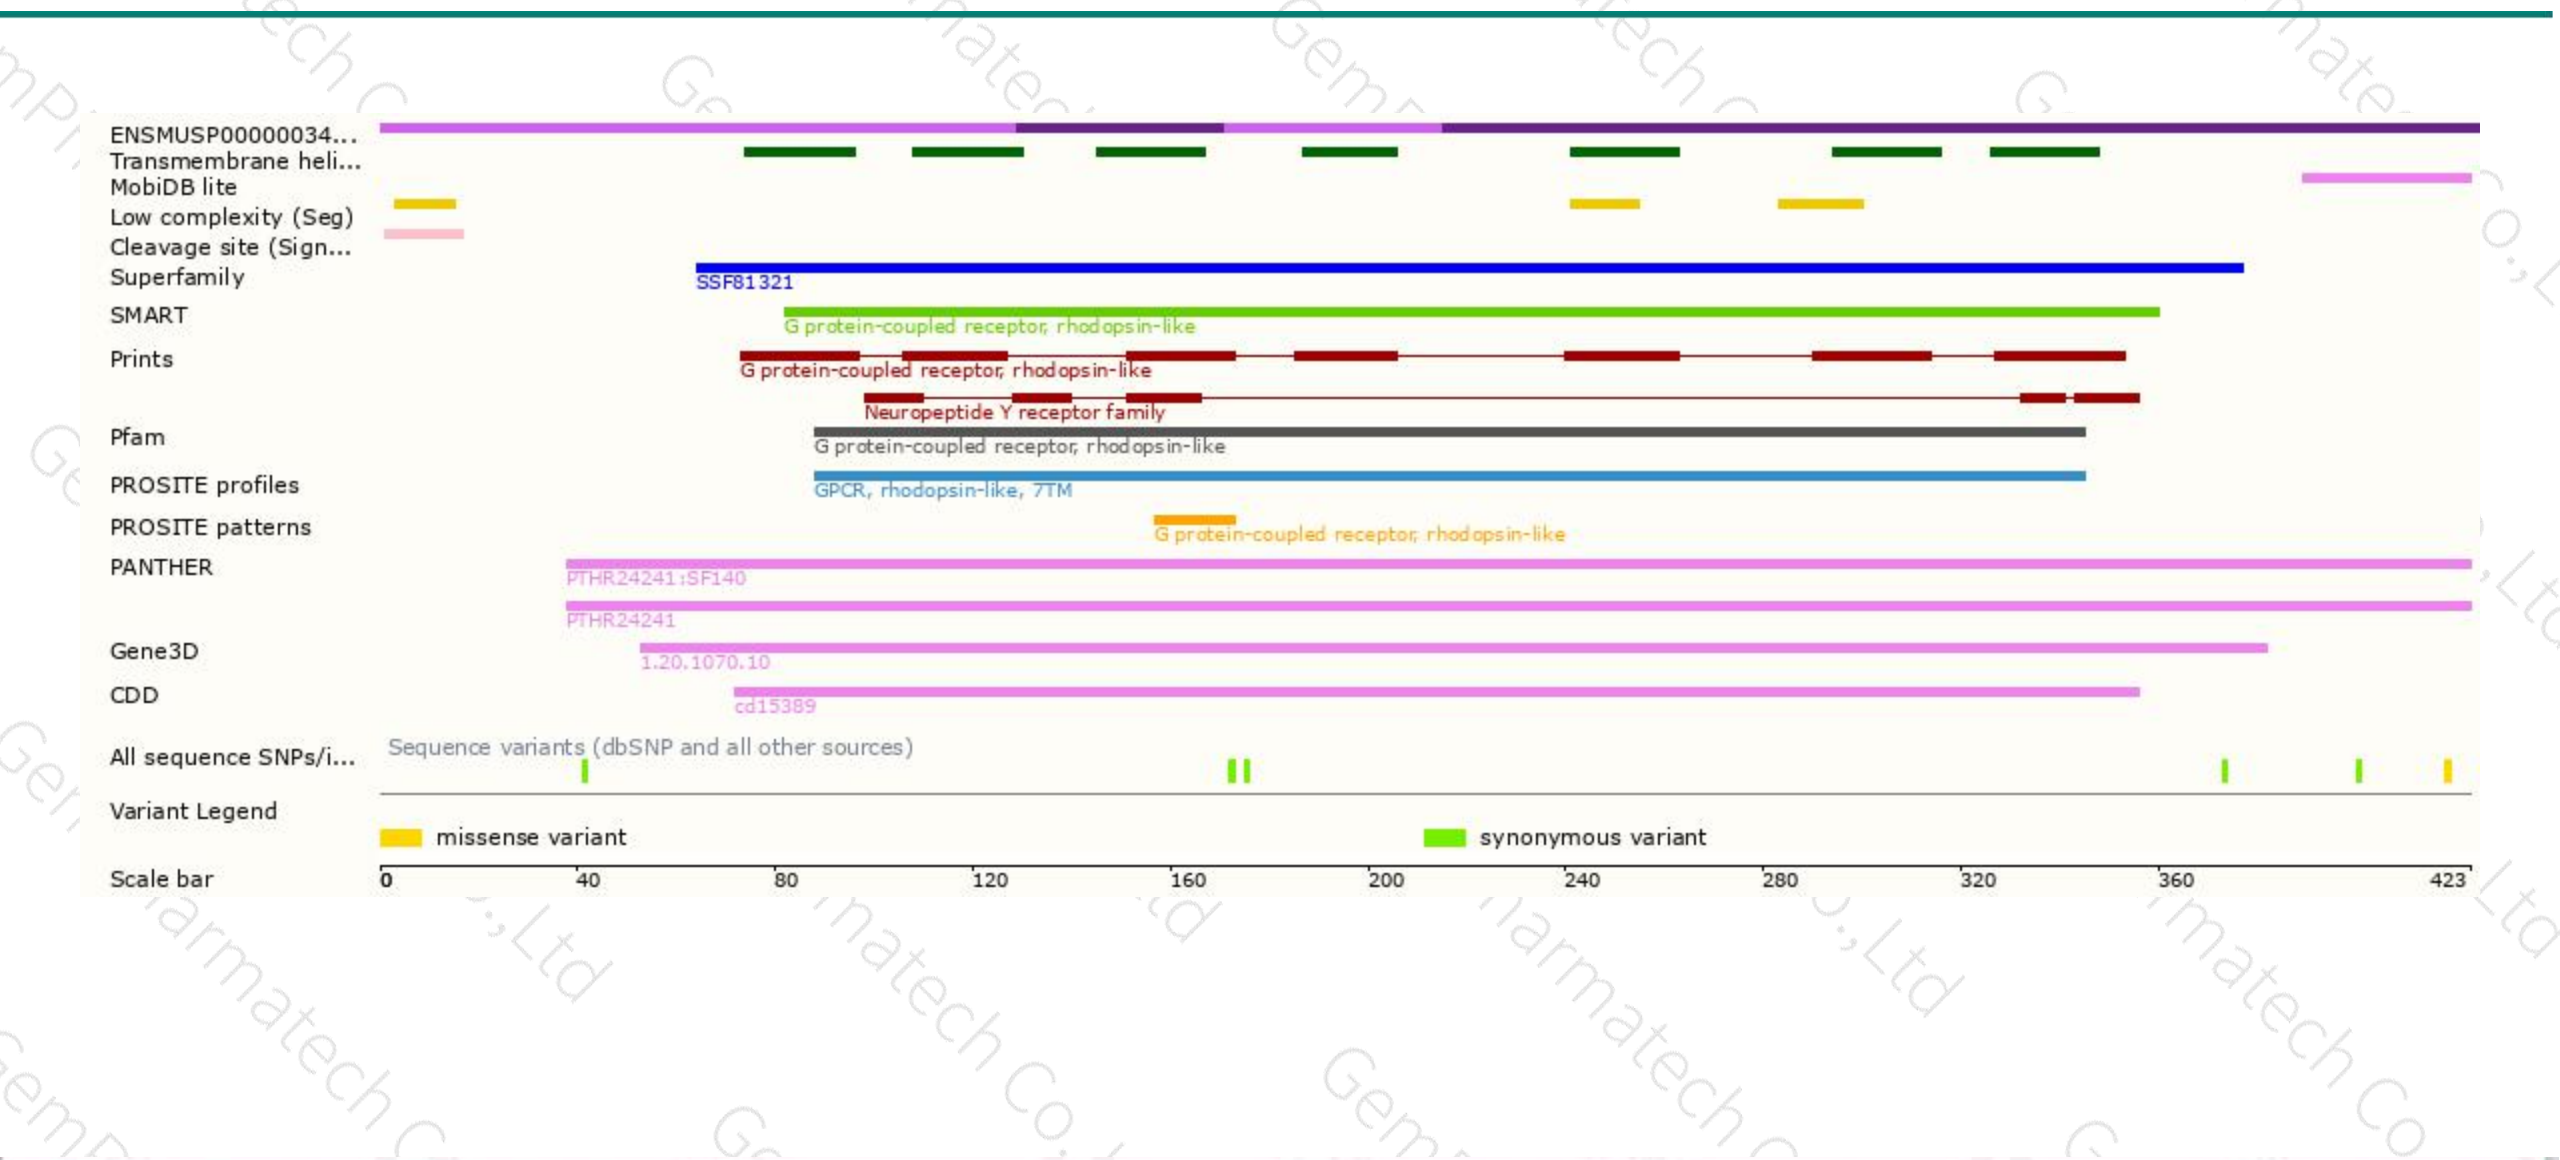 ENSMUSP00000034...
Transmembrane heli...
MobiDB lite
Low complexity (Seg)
Cleavage site (Sign...
Superfamily
SSF81321
SMART
G protein-coupled receptor, rhodopsin-like
Prints
G protein-coupled receptor, rhodopsin-like
Neuropeptide Y receptor family
Pfam
G protein-coupled receptor, rhodopsin-like
PROSITE profiles
GPCR, rhodopsin-like, 7TM
PROSITE patterns
G protein-coupled receptor, rhodopsin-like
PANTHER
PTHR24241:SF140
PTHR24241
Gene3D
1.20.1070.10
CDD
cd15389
Sequence variants (dbSNP and all other sources)
All sequence SNPs/i...
Variant Legend
missense variant synonymous variant
Scale bar 0 40 80 120 160 200 240 280 320 360 423